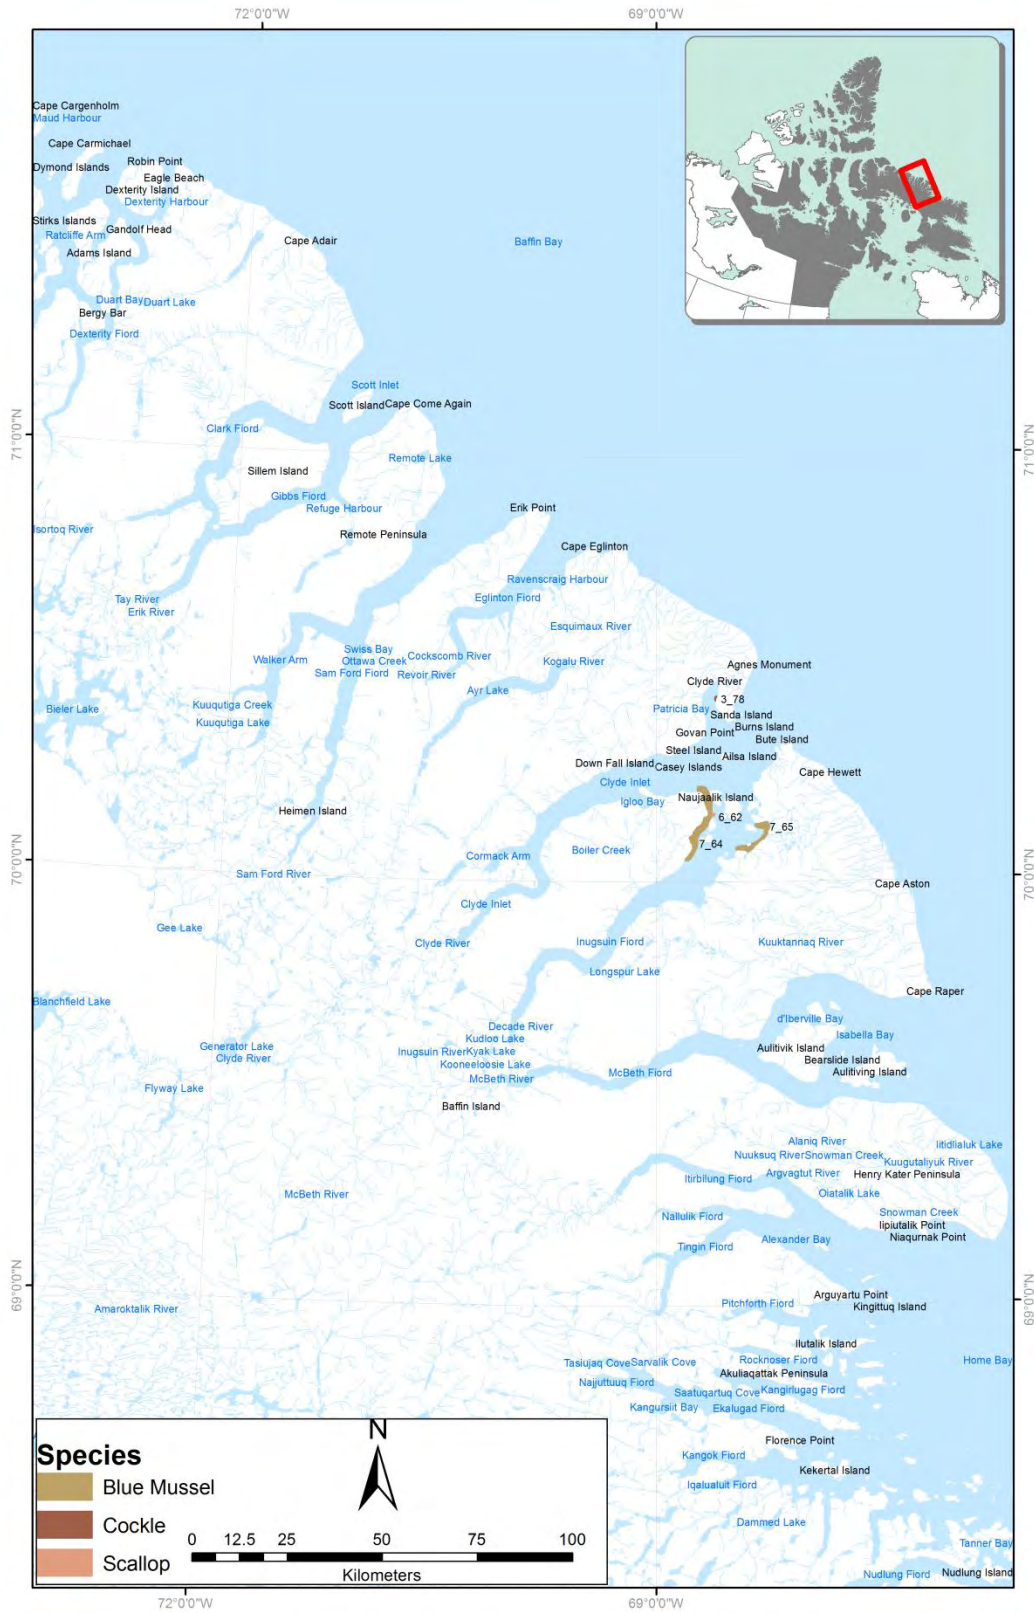 72°0'0"W
69°0'0"W
Cape Cargenholm
Maud Harbour
Cape Carmichael
Robin Point
Dymond Islands
Eagle Beach
Dexterity Island
Dexterity Harbour
Stirks Islands
Gandolf Head
Ratcliffe Arm
Cape Adair
Baffin Bay
Adams Island
Duart Bay
Duart Lake
Bergy Bar
Dexterity Fiord
Scott Inlet
Scott Island
Cape Come Again
Clark Fiord
71°0'0"N
71°0'0"N
Remote Lake
Sillem Island
Gibbs Fiord
Refuge Harbour
Erik Point
Isortoq River
Remote Peninsula
Cape Eglinton
Ravenscraig Harbour
Tay River
Eglinton Fiord
Erik River
Esquimaux River
Swiss Bay
Cockscomb River
Walker Arm
Ottawa Creek
Kogalu River
Agnes Monument
Sam Ford Fiord
Revoir River
Clyde River
Ayr Lake
3_78
Kuuqutiga Creek
Bieler Lake
Patricia Bay
Sanda Island
Kuuqutiga Lake
Burns Island
Govan Point
Bute Island
Steel Island
Ailsa Island
Down Fall Island
Casey Islands
Cape Hewett
Clyde Inlet
Naujaalik Island
Igloo Bay
Heimen Island
6_62
7_65
7_64
Boiler Creek
Cormack Arm
70°0'0"N
70°0'0"N
Sam Ford River
Cape Aston
Clyde Inlet
Gee Lake
Clyde River
Inugsuin Fiord
Kuuktannaq River
Longspur Lake
Cape Raper
Blanchfield Lake
d'Iberville Bay
Decade River
Isabella Bay
Kudloo Lake
Generator Lake
Aulitivik Island
Inugsuin River
Kyak Lake
Clyde River
Bearslide Island
Kooneeloosie Lake
McBeth Fiord
Aulitiving Island
McBeth River
Flyway Lake
Baffin Island
Alaniq River
Iitidlialuk Lake
Nuuksuq River
Snowman Creek
Kuugutaliyuk River
Argvagtut River
Henry Kater Peninsula
Itirbilung Fiord
McBeth River
Oiatalik Lake
Snowman Creek
Nallulik Fiord
Iipiutalik Point
Niaqurnak Point
Alexander Bay
Tingin Fiord
69°0'0"N
69°0'0"N
Arguyartu Point
Amaroktalik River
Pitchforth Fiord
Kingittuq Island
Ilutalik Island
Tasiujaq Cove
Sarvalik Cove
Rocknoser Fiord
Home Bay
Akuliaqattak Peninsula
Najjuttuuq Fiord
Saatuqartuq Cove
Kangirlugag Fiord
Kangursiit Bay
Ekalugad Fiord
Florence Point
Kangok Fiord
Kekertal Island
Iqalualuit Fiord
Dammed Lake
Tanner Bay
Nudlung Fiord
Nudlung Island
Species
Blue Mussel
Cockle
Scallop
N
0 12.5 25 50 75 100
Kilometers
72°0'0"W
69°0'0"W